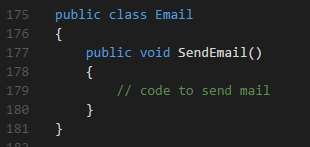 175 public class Email
176 {
177 public void SendEmail()
178 {
179 // code to send mail
180 }
181 }